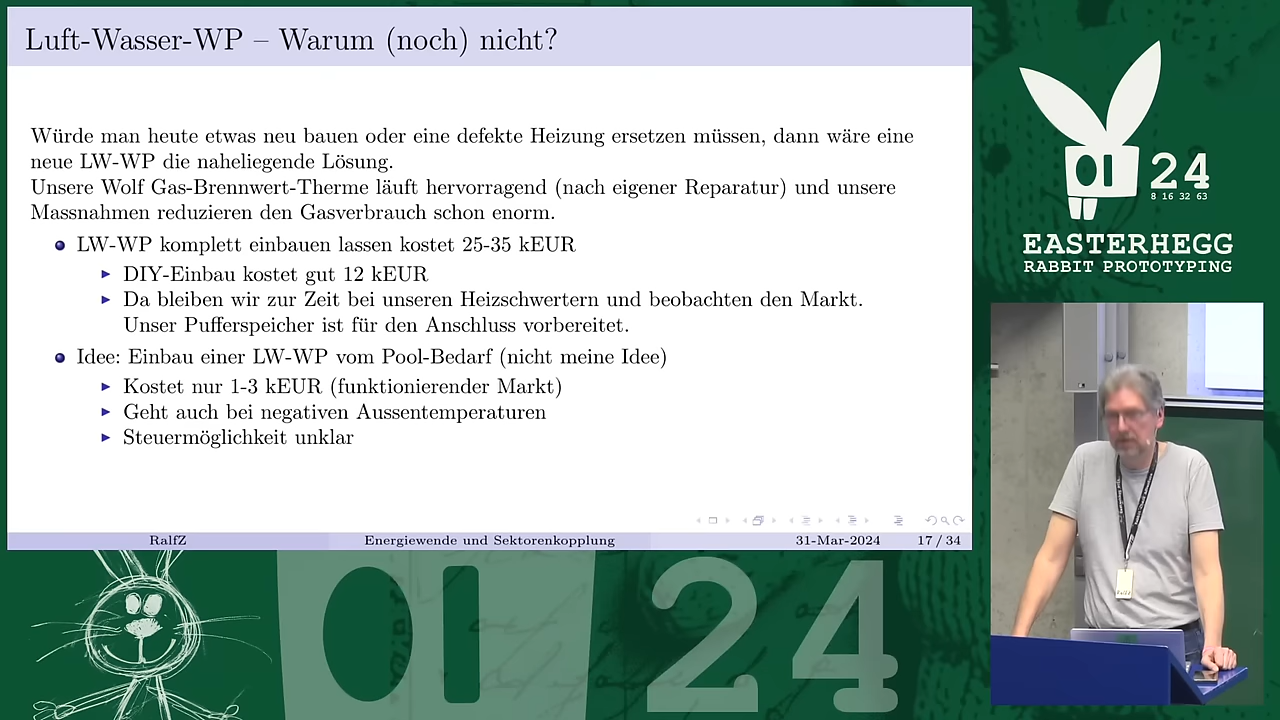 Luft-Wasser-WP – Warum (noch) nicht?
Würde man heute etwas neu bauen oder eine defekte Heizung ersetzen müssen, dann wäre eine
neue LW-WP die naheliegende Lösung.
Unsere Wolf Gas-Brennwert-Therme läuft hervorragend (nach eigener Reparatur) und unsere
Massnahmen reduzieren den Gasverbrauch schon enorm.
LW-WP komplett einbauen lassen kostet 25-35 kEUR
DIY-Einbau kostet gut 12 kEUR
Da bleiben wir zur Zeit bei unseren Heizschwertern und beobachten den Markt.
Unser Pufferspeicher ist für den Anschluss vorbereitet.
Idee: Einbau einer LW-WP vom Pool-Bedarf (nicht meine Idee)
Kostet nur 1-3 kEUR (funktionierender Markt)
Geht auch bei negativen Aussentemperaturen
Steuermöglichkeit unklar
RalfZ Energiewende und Sektorenkopplung 31-Mar-2024 17 / 34
24
8 16 32 63
EASTERHEGG
RABBIT PROTOTYPING
24